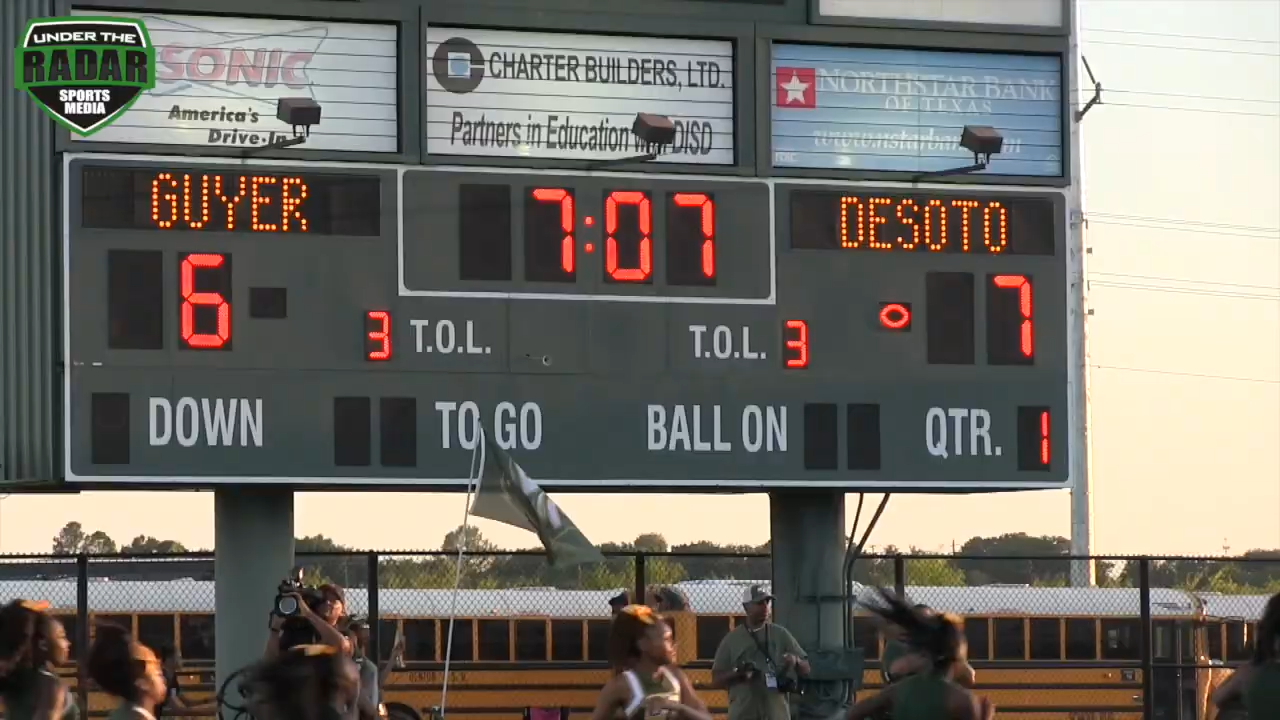 UNDER THE
RADAR
SPORTS
MEDIA
SONIC
America's
Drive-In
CHARTER BUILDERS, LTD.
Partners in Education with DISD
NORTHSTAR BANK
OF TEXAS
GUYER
7:07
DESOTO
6
7
3 T.O.L.
T.O.L. 3
DOWN
TO GO
BALL ON
QTR. 1